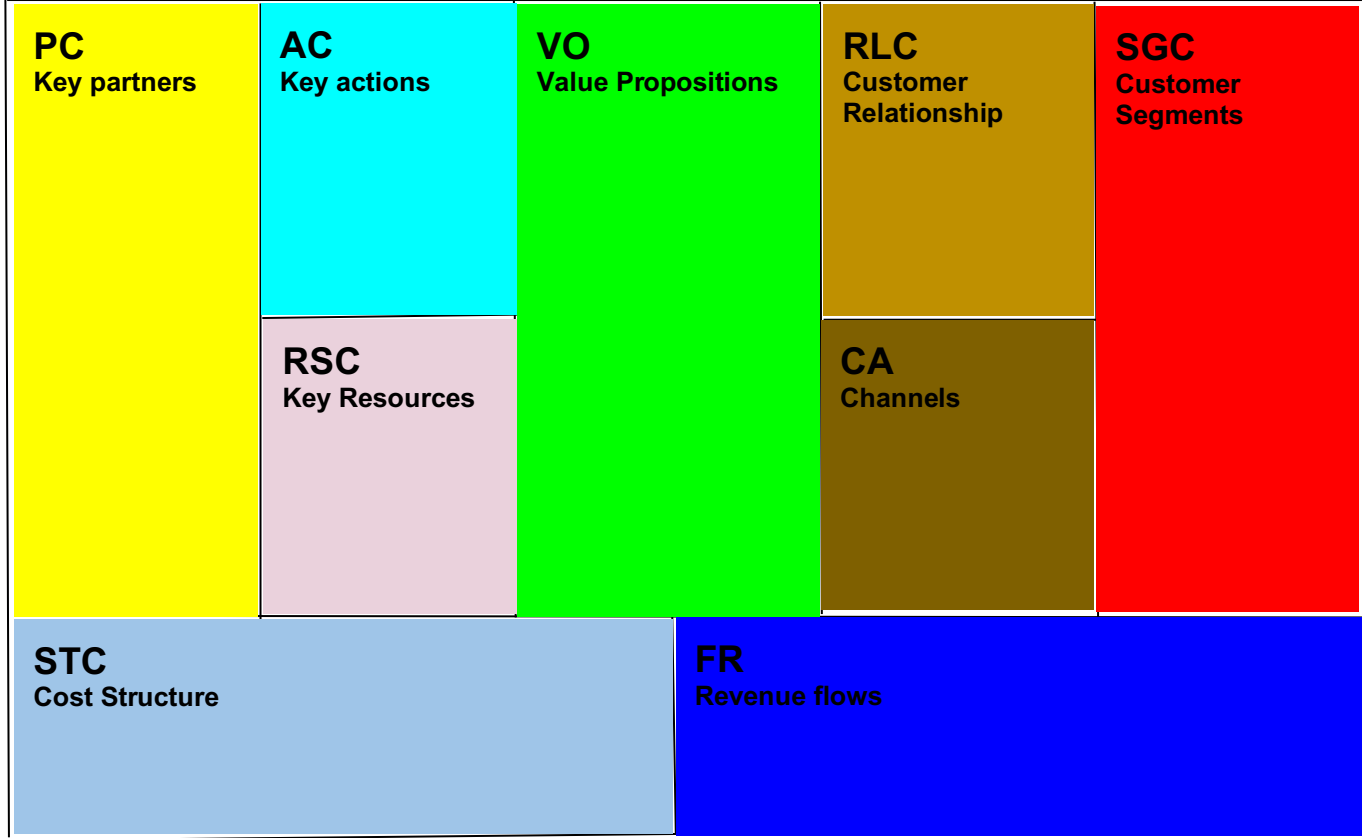 PC
Key partners
AC
Key actions
VO
Value Propositions
RLC
Customer
Relationship
SGC
Customer
Segments
RSC
Key Resources
CA
Channels
STC
Cost Structure
FR
Revenue flows